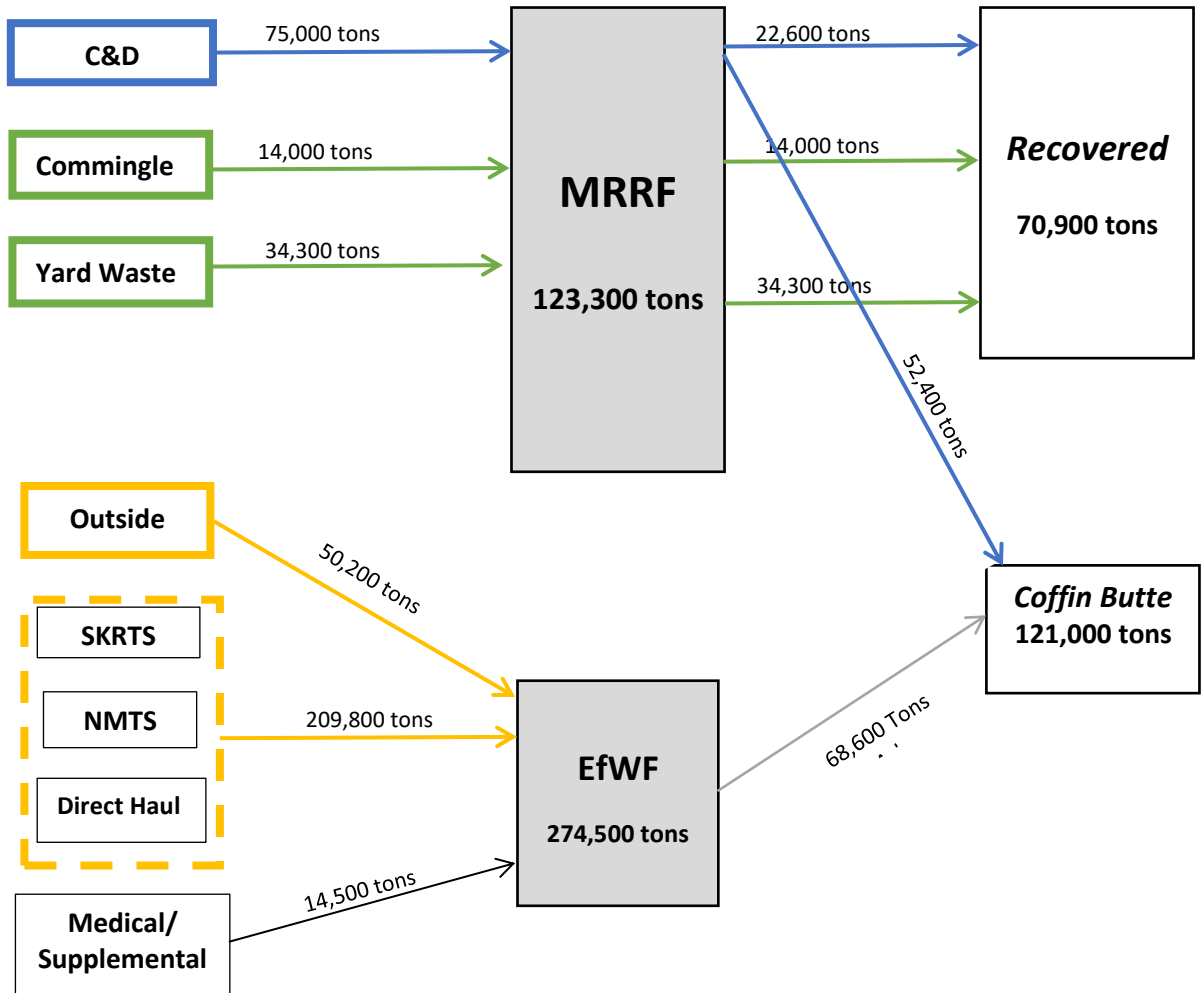 C&D
75,000 tons
22,600 tons
Commingle
14,000 tons
14,000 tons
Recovered
70,900 tons
MRRF
123,300 tons
Yard Waste
34,300 tons
34,300 tons
52,400 tons
Outside
50,200 tons
SKRTS
NMTS
Direct Haul
209,800 tons
Medical/
Supplemental
14,500 tons
EfWF
274,500 tons
68,600 Tons
Coffin Butte
121,000 tons